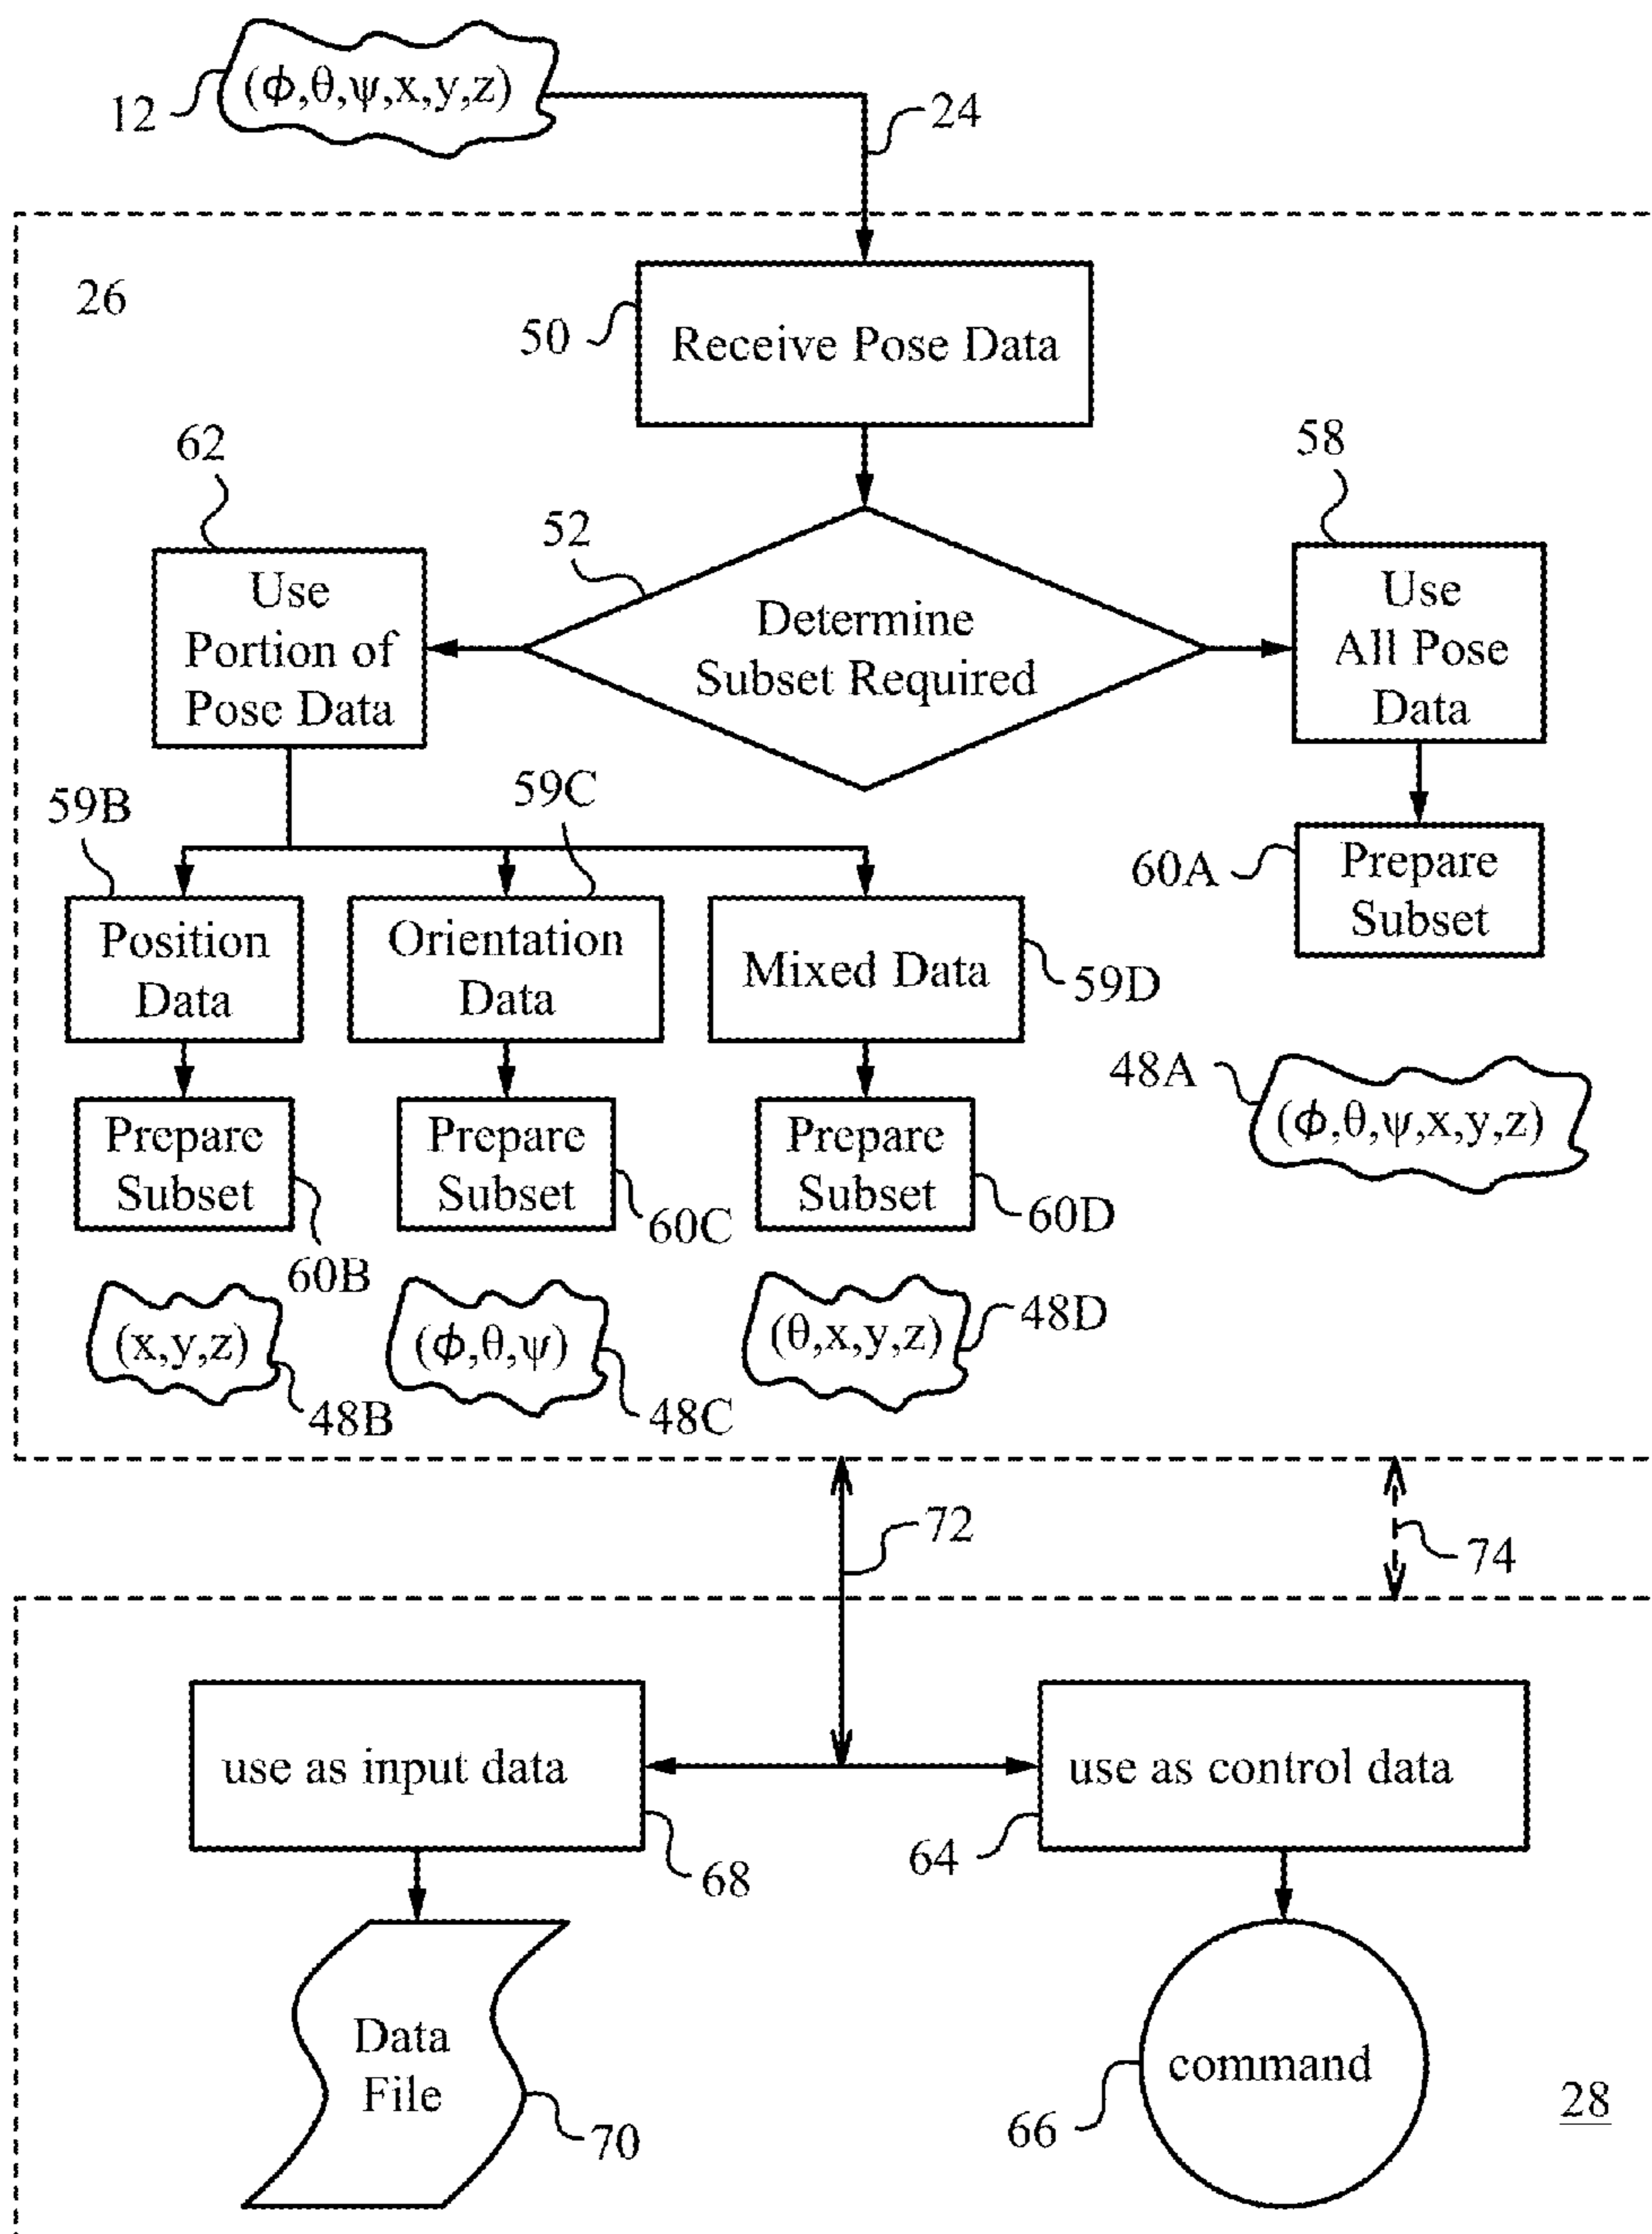 (ϕ,θ,ψ,x,y,z)
12
24
26
50
Receive Pose Data
62
58
52
Use
Portion of
Pose Data
Determine
Subset Required
Use
All Pose
Data
59B
59C
60A
Prepare
Subset
Position
Data
Orientation
Data
Mixed Data
59D
48A
(ϕ,θ,ψ,x,y,z)
Prepare
Subset
Prepare
Subset
Prepare
Subset
60B
60C
60D
(x,y,z)
(ϕ,θ,ψ)
(θ,x,y,z)
48D
48B
48C
72
74
use as input data
use as control data
68
64
Data
File
command
70
66
28